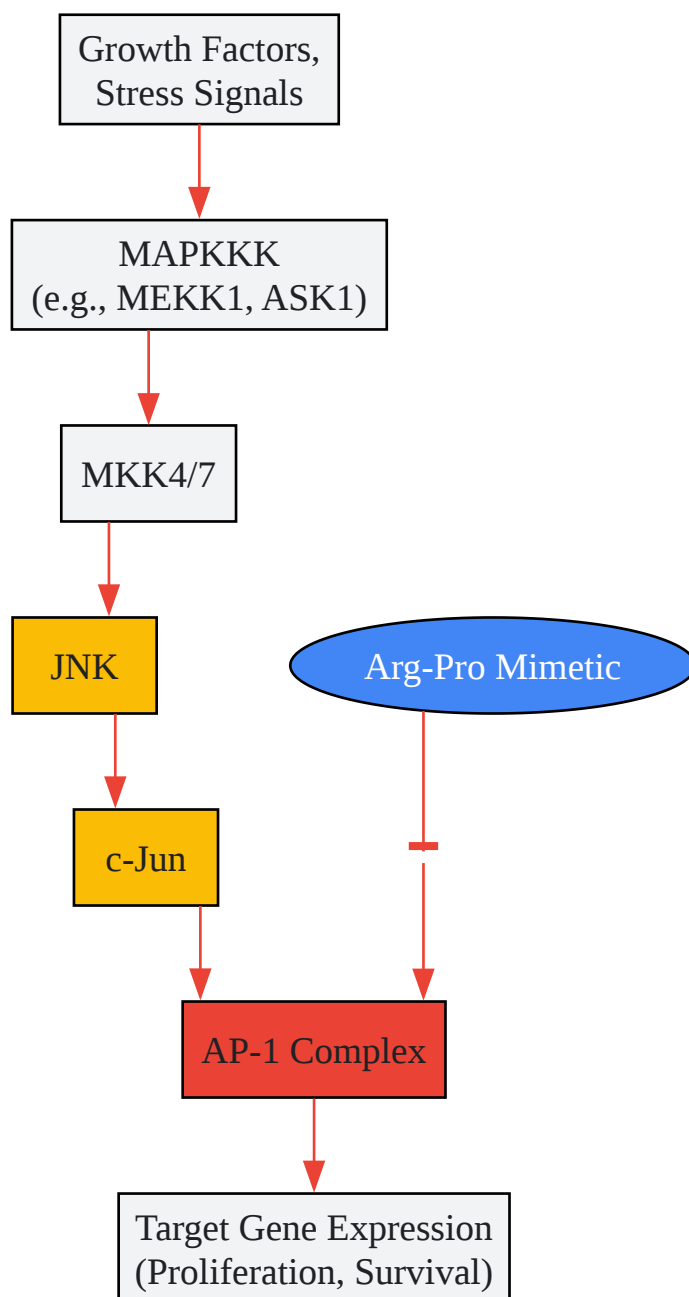 Growth Factors,
Stress Signals
MAPKKK
(e.g., MEKK1, ASK1)
MKK4/7
JNK
Arg-Pro Mimetic
c-Jun
AP-1 Complex
Target Gene Expression
(Proliferation, Survival)